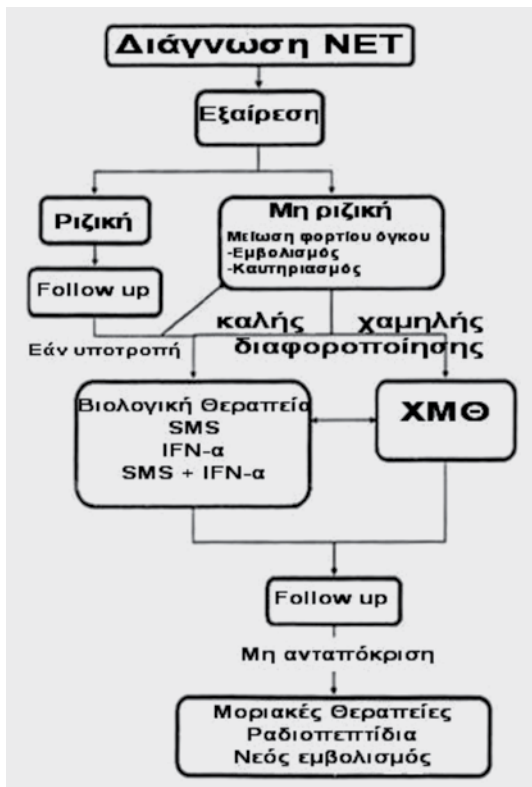 Διάγνωση ΝΕΤ
Εξαίρεση
Ριζική
Μη ριζική
Μείωση φορτίου όγκου
-Εμβολισμός
-Καυτηριασμός
Follow up
Εάν υποτροπή
καλής χαμηλής
διαφοροποίησης
Βιολογική Θεραπεία
SMS
IFN-α
SMS + IFN-α
ΧΜΘ
Follow up
Μη ανταπόκριση
Μοριακές Θεραπείες
Ραδιοπεπτίδια
Νεός εμβολισμός